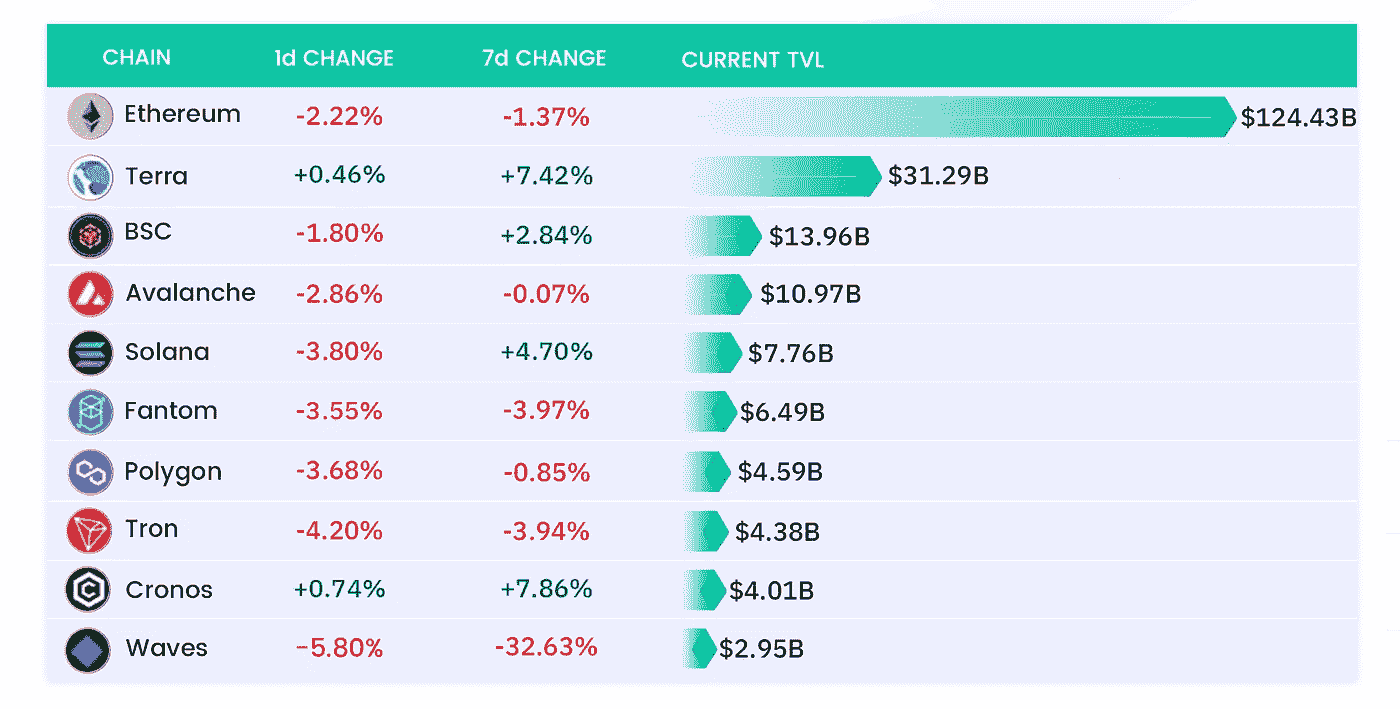 CHAIN 1d CHANGE 7d CHANGE CURRENT TVL
Ethereum -2.22% -1.37% $124.43B
Terra +0.46% +7.42% $31.29B
BSC -1.80% +2.84% $13.96B
Avalanche -2.86% -0.07% $10.97B
Solana -3.80% +4.70% $7.76B
Fantom -3.55% -3.97% $6.49B
Polygon -3.68% -0.85% $4.59B
Tron -4.20% -3.94% $4.38B
Cronos +0.74% +7.86% $4.01B
Waves -5.80% -32.63% $2.95B